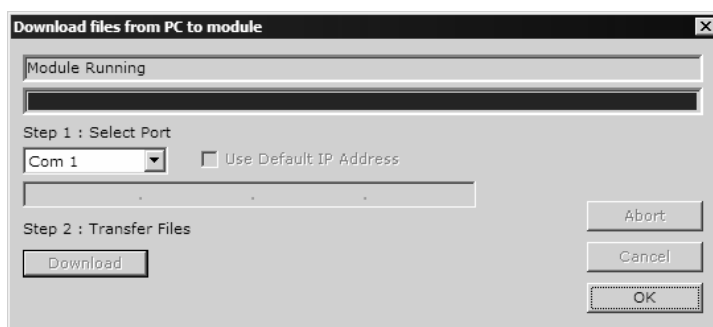 Download files from PC to module
Module Running
Step 1 : Select Port
Com 1
Use Default IP Address
. . .
Abort
Step 2 : Transfer Files
Download
Cancel
OK